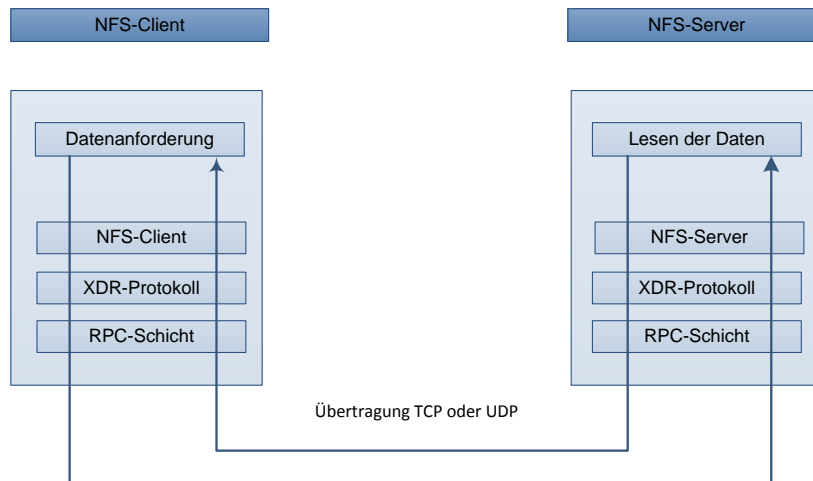 NFS-Client
NFS-Server
Datenanforderung
NFS-Client
XDR-Protokoll
RPC-Schicht
Lesen der Daten
NFS-Server
XDR-Protokoll
RPC-Schicht
Übertragung TCP oder UDP